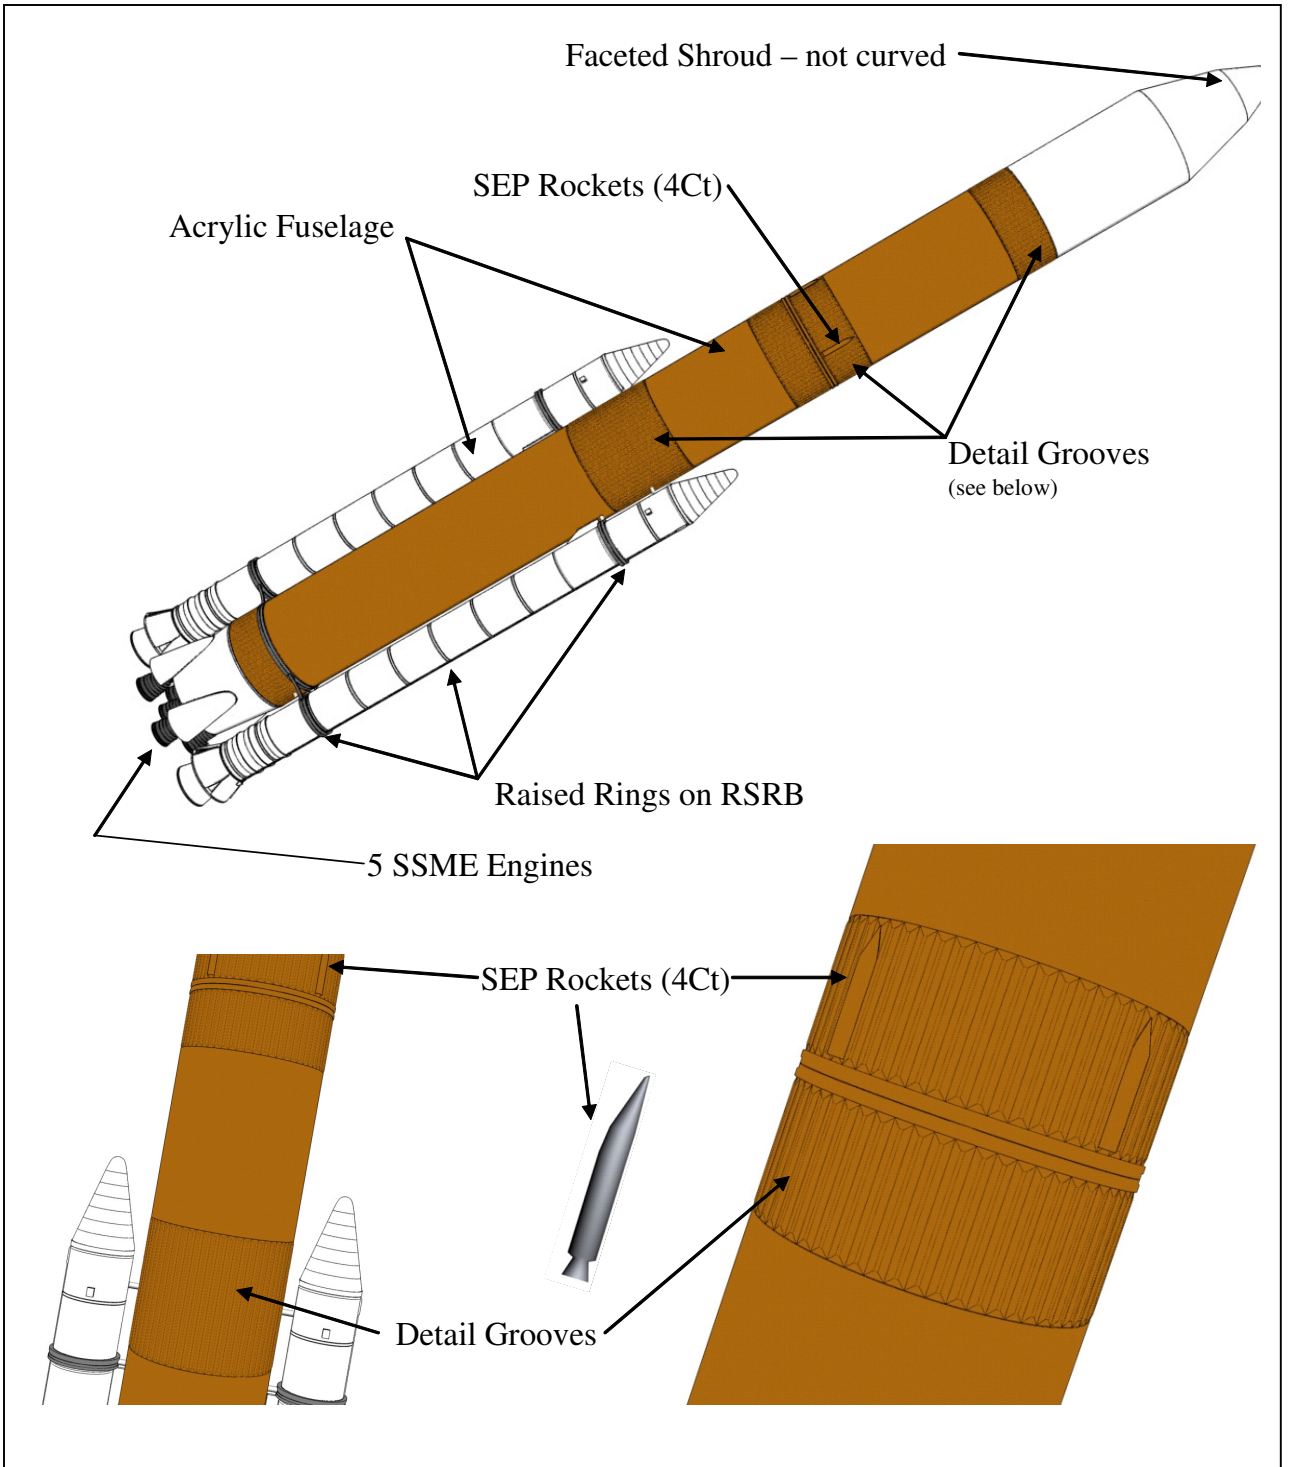 Faceted Shroud – not curved
SEP Rockets (4Ct)
Acrylic Fuselage
Detail Grooves
(see below)
Raised Rings on RSRB
5 SSME Engines
SEP Rockets (4Ct)
Detail Grooves